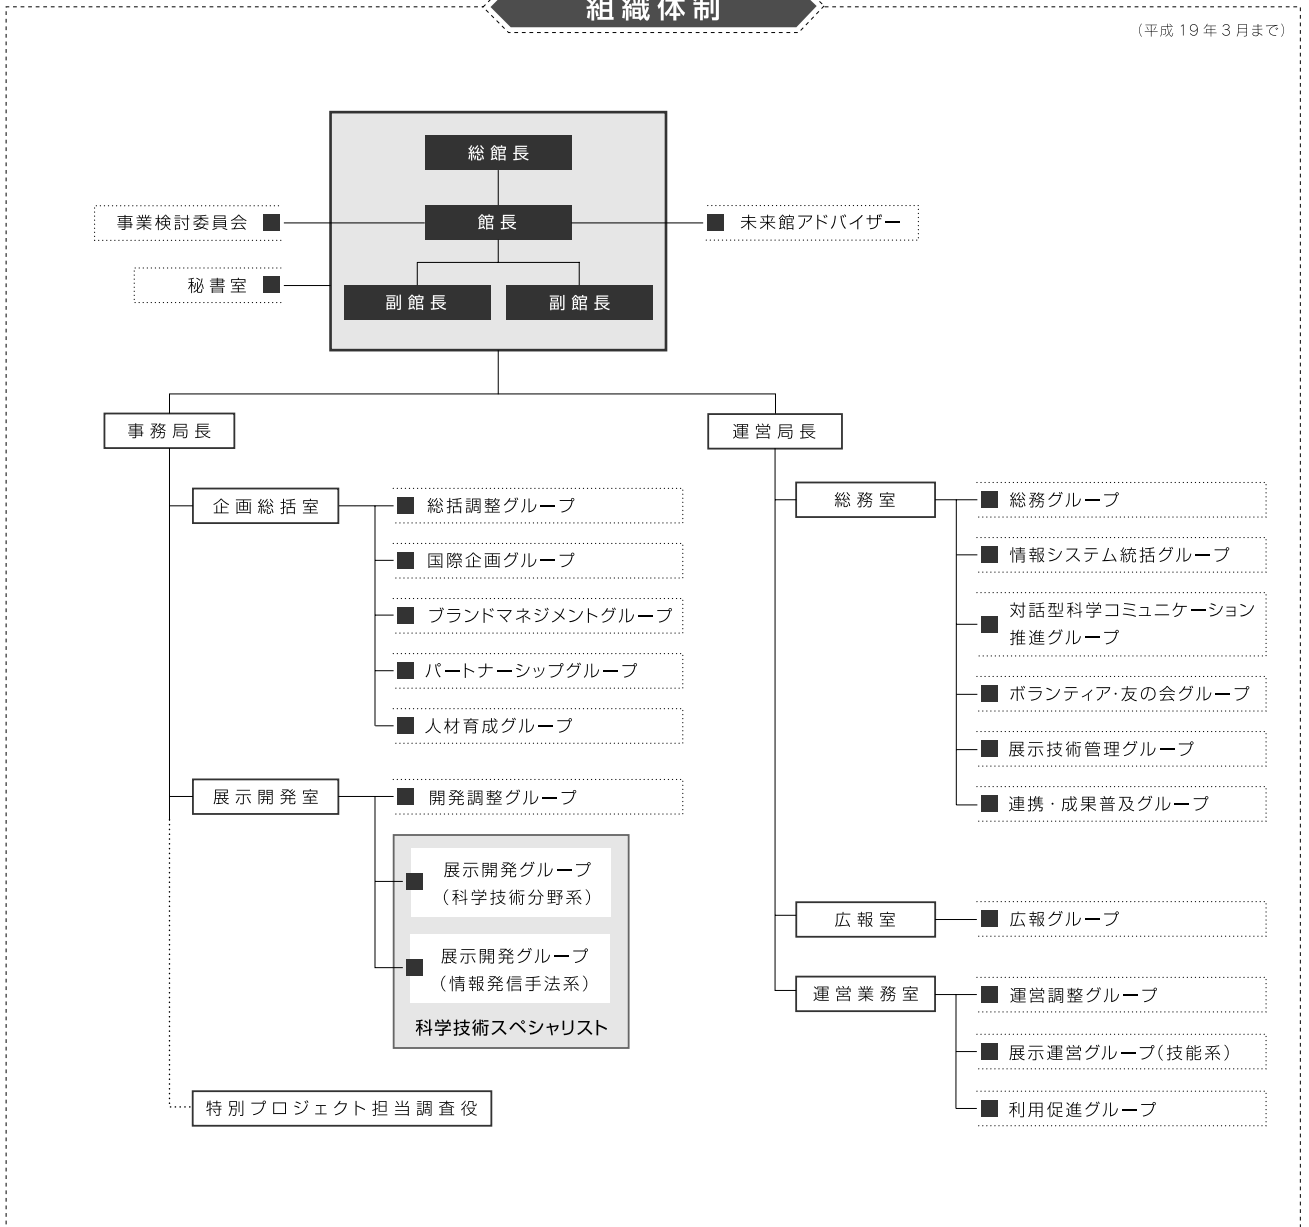 組織体制
（平成19年3月まで）
総館長
事業検討委員会
館長
未来館アドバイザー
秘書室
副館長
副館長
事務局長
企画総括室
総括調整グループ
国際企画グループ
ブランドマネジメントグループ
パートナーシップグループ
人材育成グループ
展示開発室
開発調整グループ
展示開発グループ
（科学技術分野系）
展示開発グループ
（情報発信手法系）
科学技術スペシャリスト
特別プロジェクト担当調査役
運営局長
総務室
総務グループ
情報システム統括グループ
対話型科学コミュニケーション
推進グループ
ボランティア・友の会グループ
展示技術管理グループ
連携・成果普及グループ
広報室
広報グループ
運営業務室
運営調整グループ
展示運営グループ（技能系）
利用促進グループ